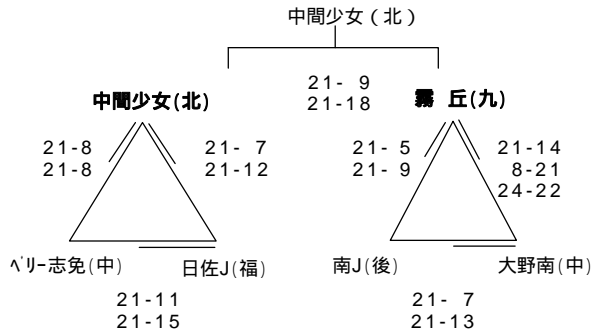 中間少女(北)
21- 9
21-18
中間少女(北)
霧 丘(九)
21-8
21-8
21- 7
21-12
21- 5
21- 9
21-14
8-21
24-22
ベリー志免(中)
日佐J(福)
南J(後)
大野南(中)
21-11
21-15
21- 7
21-13